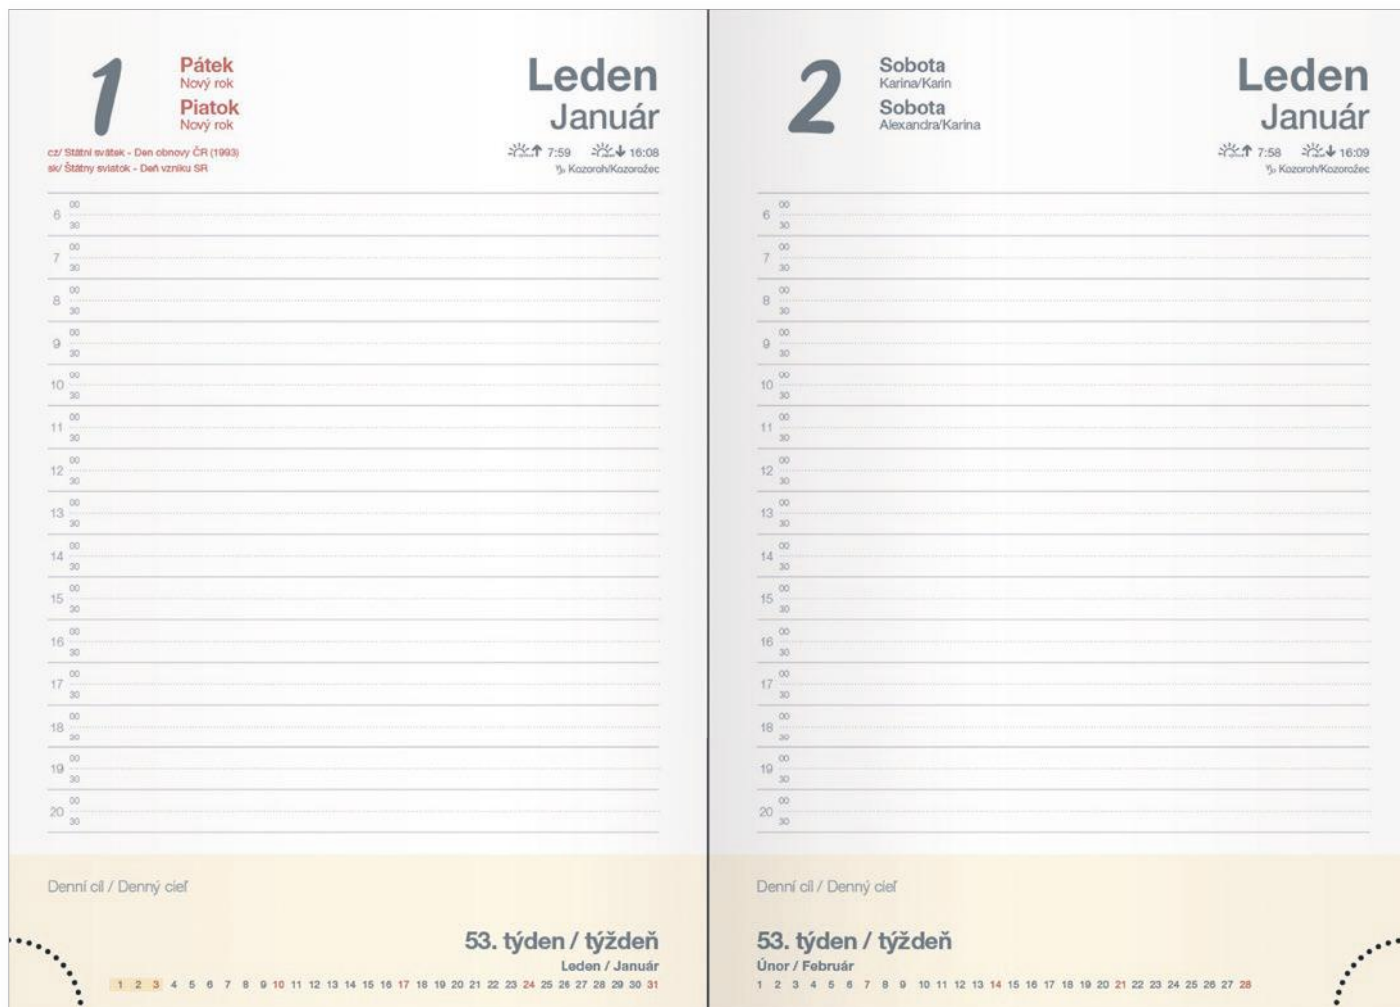 1
Pátek
Nový rok
Piatok
Nový rok
Leden
Január
cz/ Státní svátek - Den obnovy ČR (1993)
sk/ Štátny sviatok - Deň vzniku SR
7:59 16:08
Kozoroh/Kozorožec
6 00
30
7 00
30
8 00
30
9 00
30
10 00
30
11 00
30
12 00
30
13 00
30
14 00
30
15 00
30
16 00
30
17 00
30
18 00
30
19 00
30
20 00
30
Denní cíl / Denný cieľ
53. týden / týždeň
Leden / Január
1 2 3 4 5 6 7 8 9 10 11 12 13 14 15 16 17 18 19 20 21 22 23 24 25 26 27 28 29 30 31
2
Sobota
Karina/Karin
Sobota
Alexandra/Karina
Leden
Január
7:58 16:09
Kozoroh/Kozorožec
6 00
30
7 00
30
8 00
30
9 00
30
10 00
30
11 00
30
12 00
30
13 00
30
14 00
30
15 00
30
16 00
30
17 00
30
18 00
30
19 00
30
20 00
30
Denní cíl / Denný cieľ
53. týden / týždeň
Únor / Február
1 2 3 4 5 6 7 8 9 10 11 12 13 14 15 16 17 18 19 20 21 22 23 24 25 26 27 28